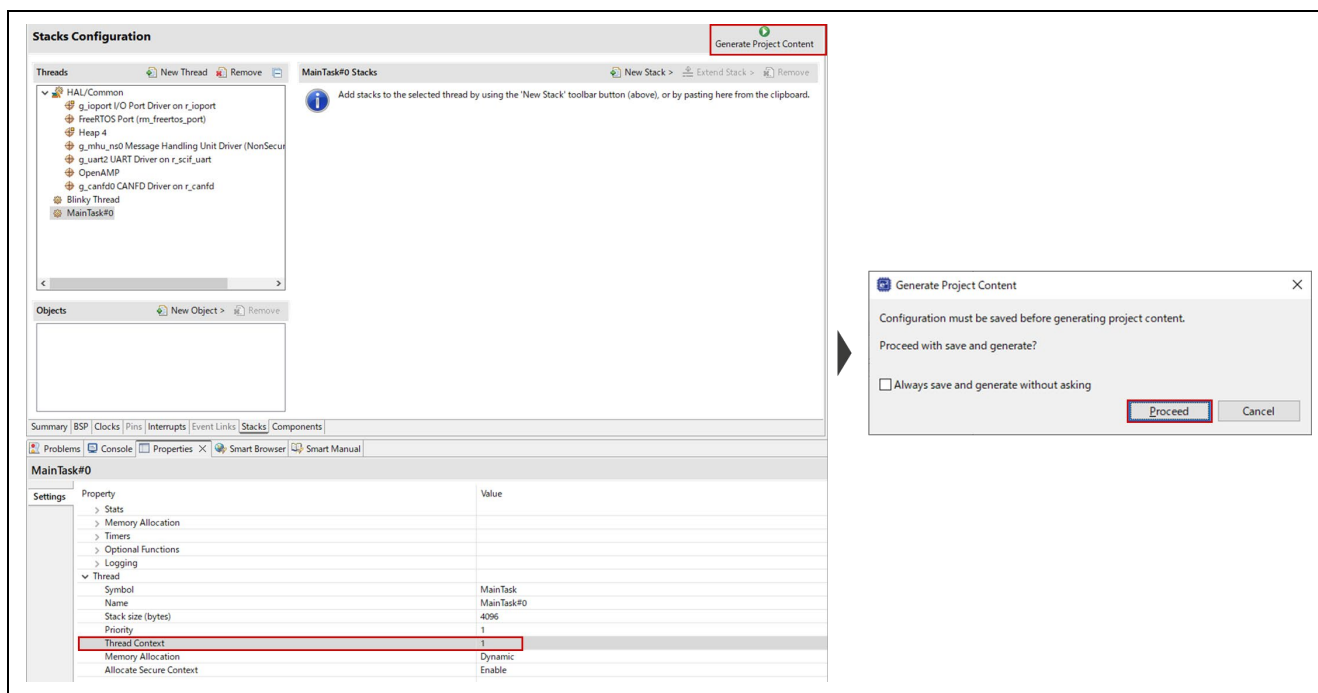 Stacks Configuration
Generate Project Content
Threads
New Thread
Remove
MainTask#0 Stacks
New Stack >
Extend Stack >
Remove
HAL/Common
g_ioport I/O Port Driver on r_ioport
FreeRTOS Port (rm_freertos_port)
Heap 4
g_mhu_ns0 Message Handling Unit Driver (NonSecur
g_uart2 UART Driver on r_scif_uart
OpenAMP
g_canfd0 CANFD Driver on r_canfd
Blinky Thread
MainTask#0
Add stacks to the selected thread by using the 'New Stack' toolbar button (above), or by pasting here from the clipboard.
Objects
New Object >
Remove
Summary BSP Clocks Pins Interrupts Event Links Stacks Components
Problems Console Properties Smart Browser Smart Manual
MainTask#0
Settings
Property Value
Stats
Memory Allocation
Timers
Optional Functions
Logging
Thread
Symbol MainTask
Name MainTask#0
Stack size (bytes) 4096
Priority 1
Thread Context 1
Memory Allocation Dynamic
Allocate Secure Context Enable
Generate Project Content
Configuration must be saved before generating project content.
Proceed with save and generate?
Always save and generate without asking
Proceed
Cancel